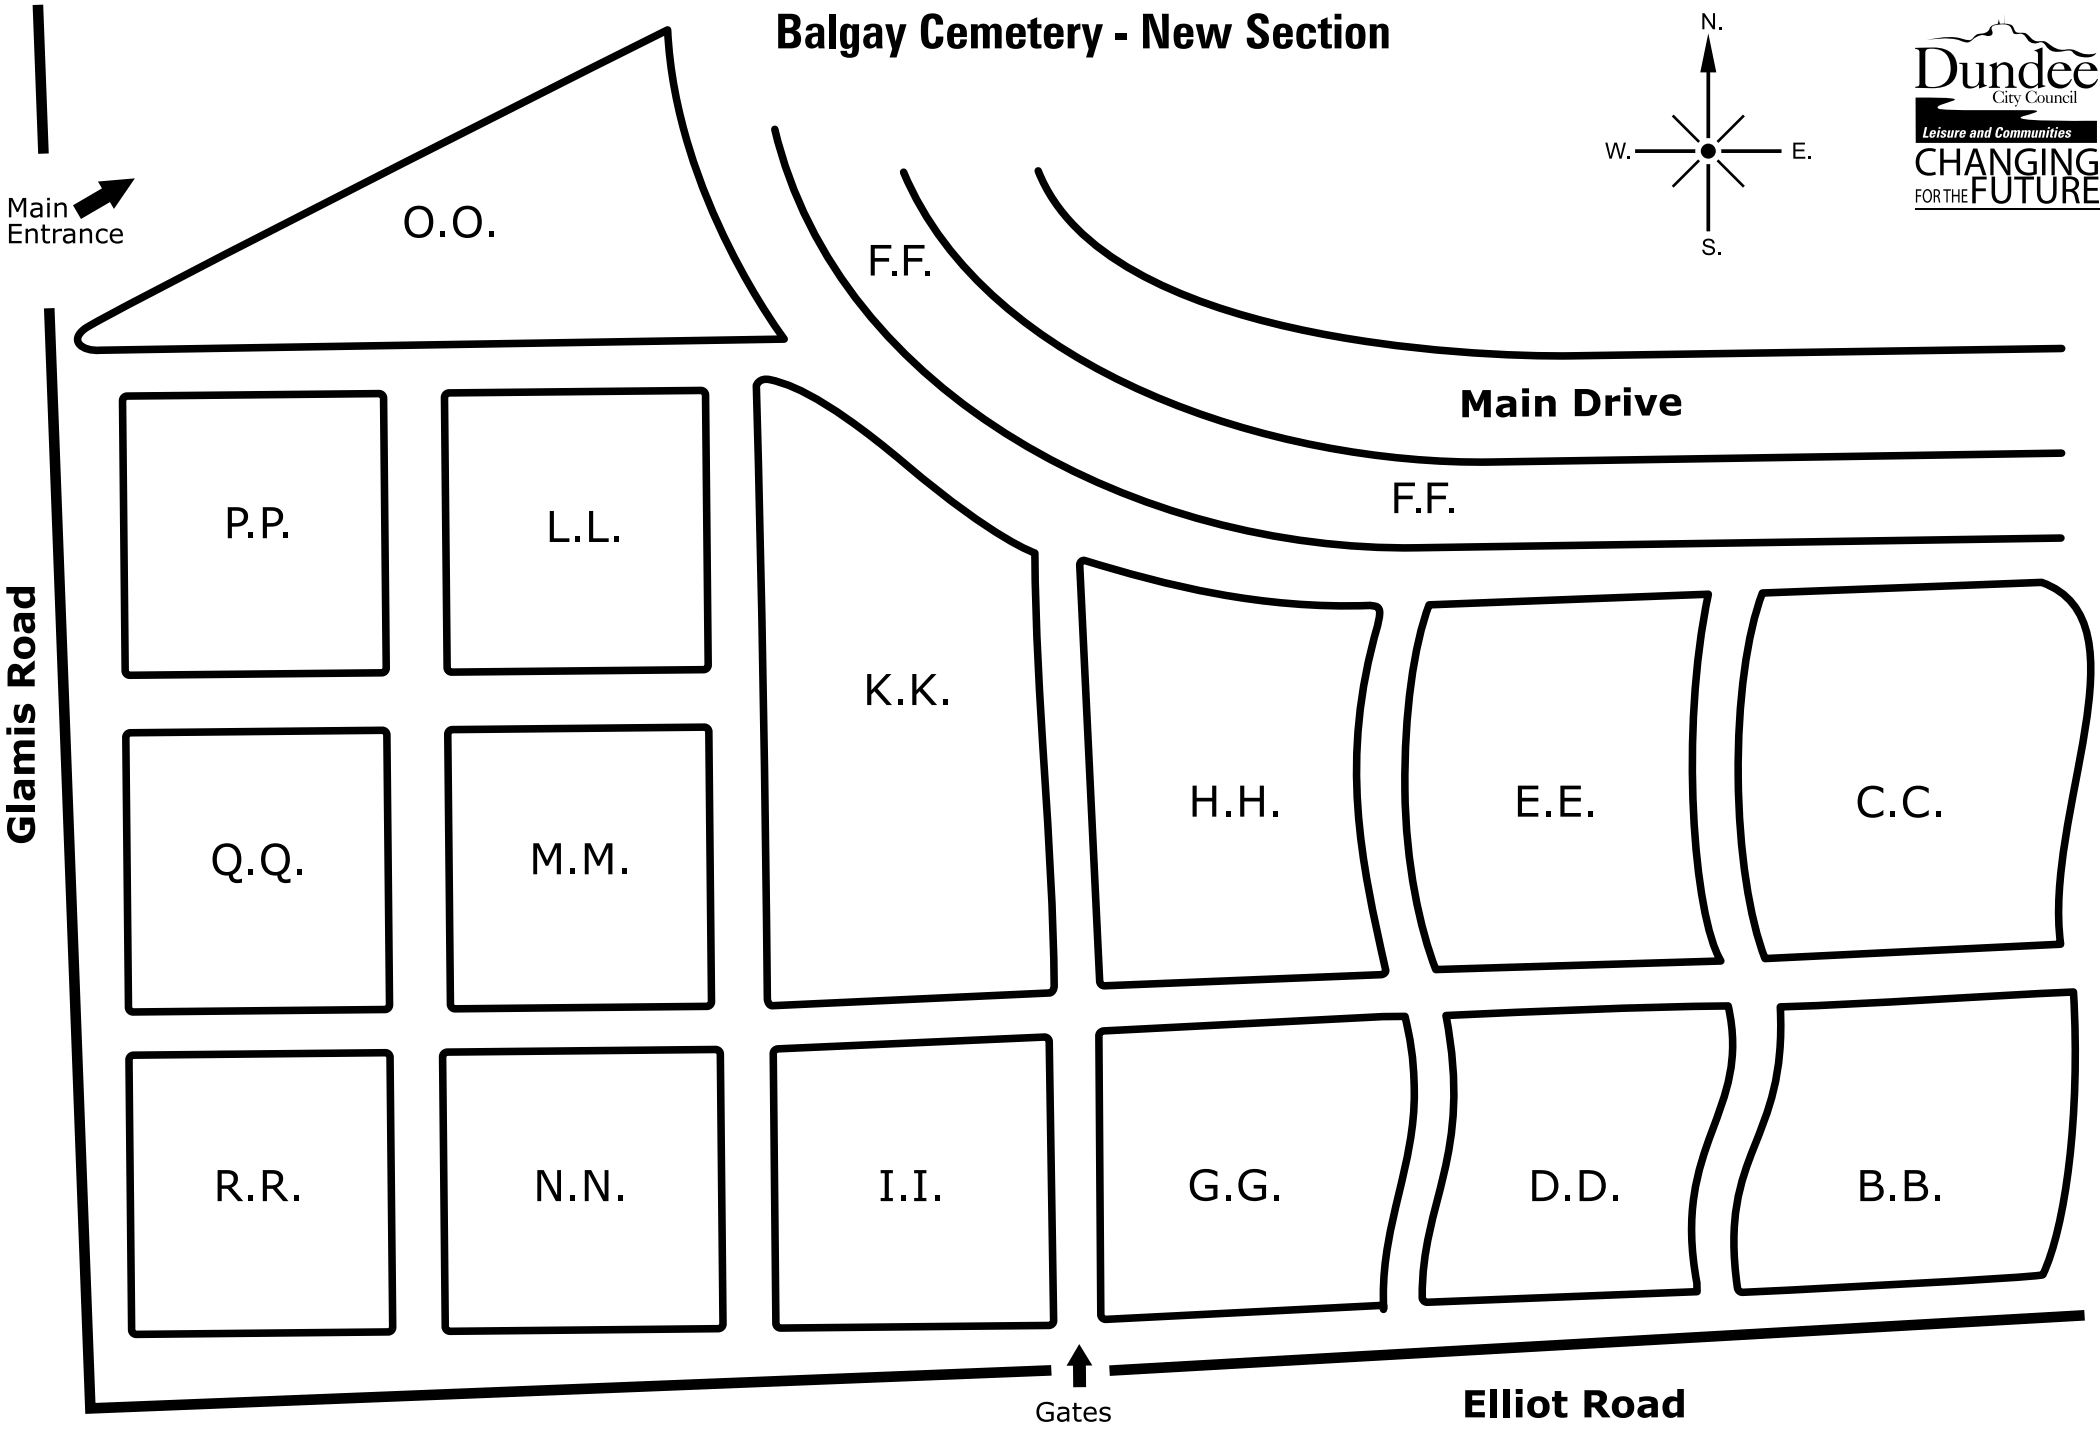 Balgay Cemetery - New Section
N.
W.
E.
S.
Dundee
City Council
Leisure and Communities
CHANGING
FOR THE FUTURE
Main
Entrance
O.O.
F.F.
Main Drive
F.F.
P.P.
L.L.
K.K.
H.H.
E.E.
C.C.
Glamis Road
Q.Q.
M.M.
R.R.
N.N.
I.I.
G.G.
D.D.
B.B.
Gates
Elliot Road